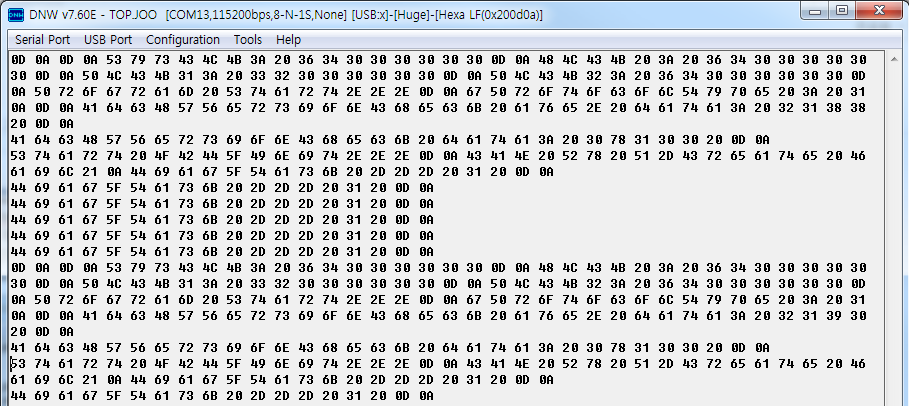 DNW v7.60E - TOP.JOO [COM13,115200bps,8-N-1S,None] [USB:x]-[Huge]-[Hexa LF(0x200d0a)]
Serial Port USB Port Configuration Tools Help
0D 0A 0D 0A 53 79 73 43 4C 4B 3A 20 36 34 30 30 30 30 30 30 0D 0A 48 4C 43 4B 20 3A 20 36 34 30 30 30 30 30
30 0D 0A 50 4C 43 4B 31 3A 20 33 32 30 30 30 30 30 30 0D 0A 50 4C 43 4B 32 3A 20 36 34 30 30 30 30 30 30 0D
0A 50 72 6F 67 72 61 6D 20 53 74 61 72 74 2E 2E 2E 0D 0A 67 50 72 6F 74 6F 63 6F 6C 54 79 70 65 20 3A 20 31
0A 0D 0A 41 64 63 48 57 56 65 72 73 69 6F 6E 43 68 65 63 6B 20 61 76 65 2E 20 64 61 74 61 3A 20 32 31 38 38
20 0D 0A
41 64 63 48 57 56 65 72 73 69 6F 6E 43 68 65 63 6B 20 64 61 74 61 3A 20 30 78 31 30 30 20 0D 0A
53 74 61 72 74 20 4F 42 44 5F 49 6E 69 74 2E 2E 2E 0D 0A 43 41 4E 20 52 78 20 51 2D 43 72 65 61 74 65 20 46
61 69 6C 21 0A 44 69 61 67 5F 54 61 73 6B 20 2D 2D 2D 20 31 20 0D 0A
44 69 61 67 5F 54 61 73 6B 20 2D 2D 2D 20 31 20 0D 0A
44 69 61 67 5F 54 61 73 6B 20 2D 2D 2D 20 31 20 0D 0A
44 69 61 67 5F 54 61 73 6B 20 2D 2D 2D 20 31 20 0D 0A
44 69 61 67 5F 54 61 73 6B 20 2D 2D 2D 20 31 20 0D 0A
44 69 61 67 5F 54 61 73 6B 20 2D 2D 2D 20 31 20 0D 0A
0D 0A 0D 0A 53 79 73 43 4C 4B 3A 20 36 34 30 30 30 30 30 30 0D 0A 48 4C 43 4B 20 3A 20 36 34 30 30 30 30 30
30 0D 0A 50 4C 43 4B 31 3A 20 33 32 30 30 30 30 30 30 0D 0A 50 4C 43 4B 32 3A 20 36 34 30 30 30 30 30 30 0D
0A 50 72 6F 67 72 61 6D 20 53 74 61 72 74 2E 2E 2E 0D 0A 67 50 72 6F 74 6F 63 6F 6C 54 79 70 65 20 3A 20 31
0A 0D 0A 41 64 63 48 57 56 65 72 73 69 6F 6E 43 68 65 63 6B 20 61 76 65 2E 20 64 61 74 61 3A 20 32 31 39 30
20 0D 0A
41 64 63 48 57 56 65 72 73 69 6F 6E 43 68 65 63 6B 20 64 61 74 61 3A 20 30 78 31 30 30 20 0D 0A
53 74 61 72 74 20 4F 42 44 5F 49 6E 69 74 2E 2E 2E 0D 0A 43 41 4E 20 52 78 20 51 2D 43 72 65 61 74 65 20 46
61 69 6C 21 0A 44 69 61 67 5F 54 61 73 6B 20 2D 2D 2D 20 31 20 0D 0A
44 69 61 67 5F 54 61 73 6B 20 2D 2D 2D 20 31 20 0D 0A